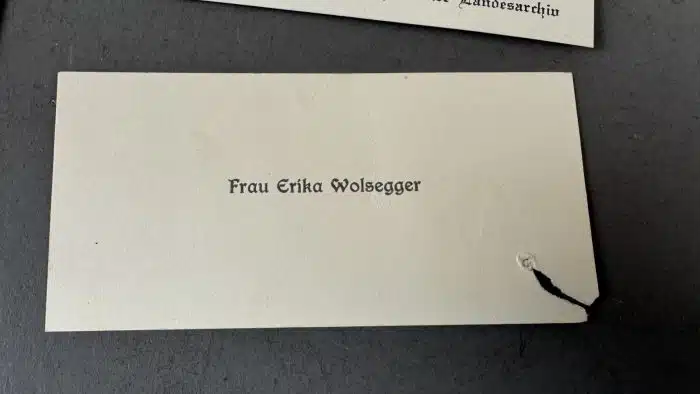 Landesarchiv
Frau Erika Wolsegger